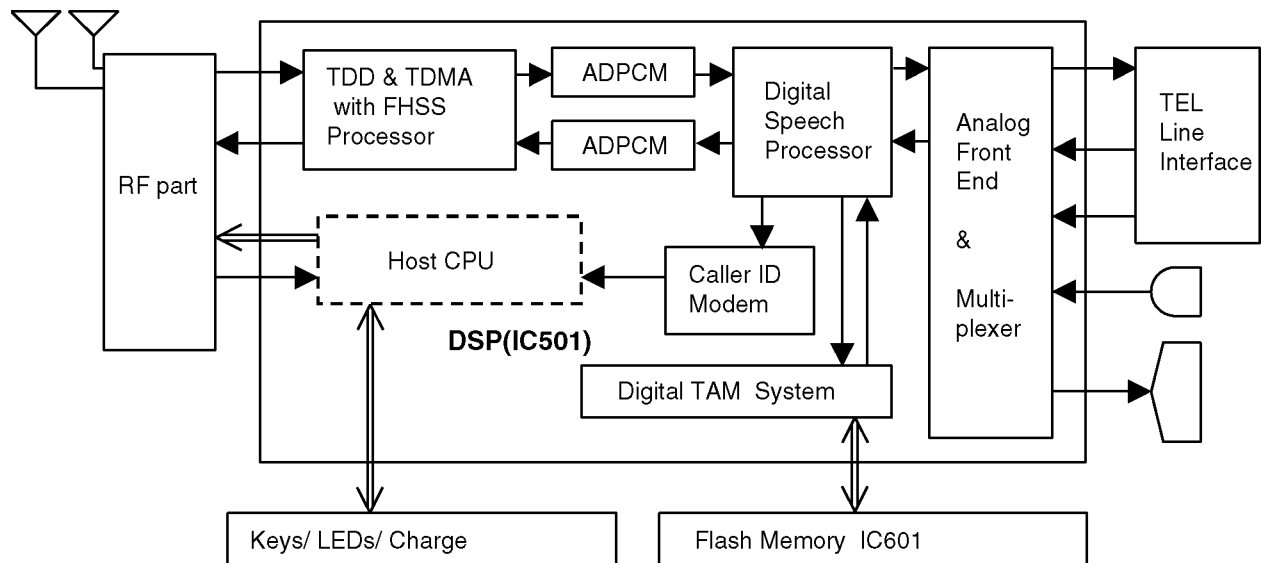 RF part
TDD & TDMA
with FHSS
Processor
ADPCM
ADPCM
Digital
Speech
Processor
Analog
Front
End
&
Multi-
plexer
TEL
Line
Interface
Host CPU
Caller ID
Modem
DSP(IC501)
Digital TAM System
Keys/ LEDs/ Charge
Flash Memory IC601